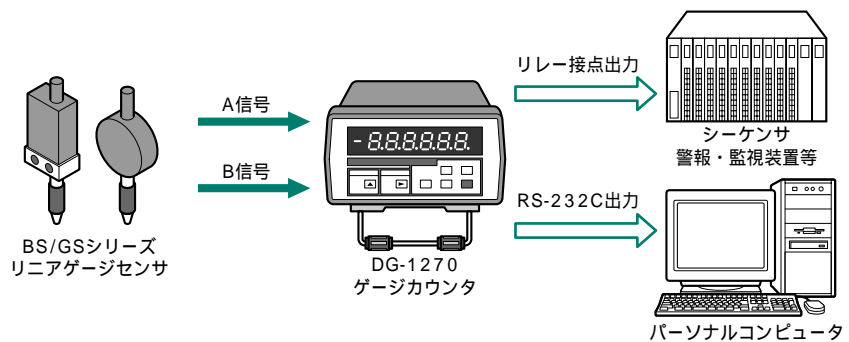 リレー接点出力
A信号
-8.8.8.8.8.8.
シーケンサ
警報・監視装置等
B信号
RS-232C出力
BS/GSシリーズ
リニアゲージセンサ
DG-1270
ゲージカウンタ
パーソナルコンピュータ